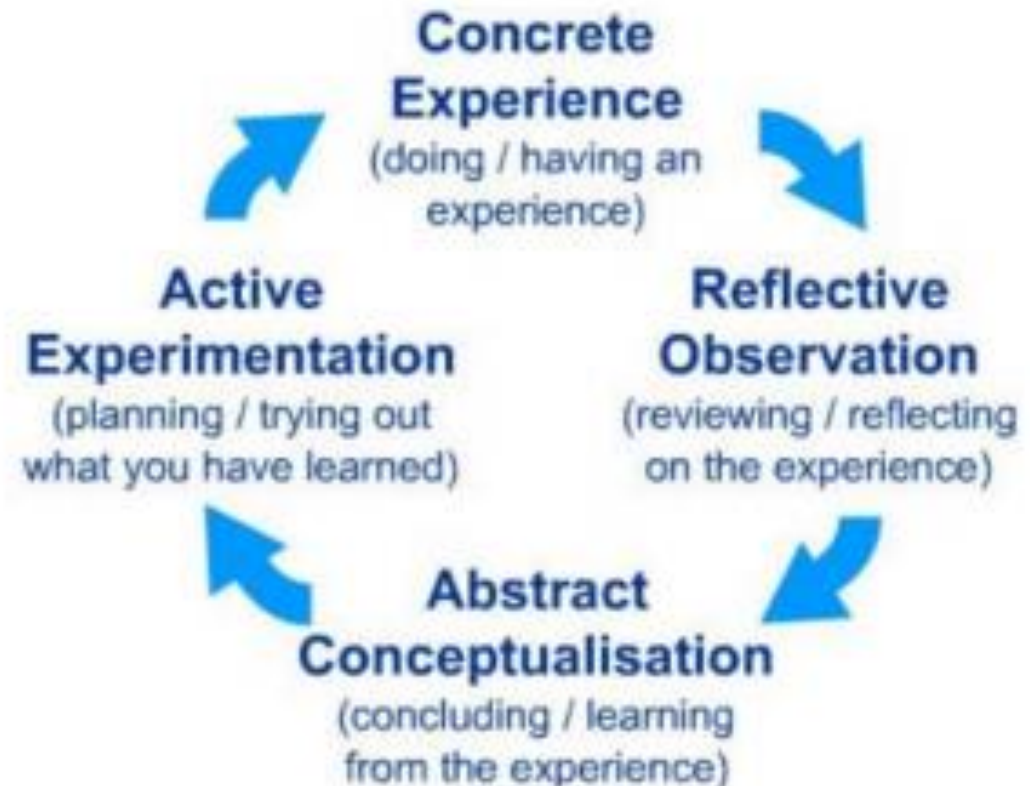 Concrete
Experience
(doing / having an
experience)
Reflective
Observation
(reviewing / reflecting
on the experience)
Abstract
Conceptualisation
(concluding / learning
from the experience)
Active
Experimentation
(planning / trying out
what you have learned)